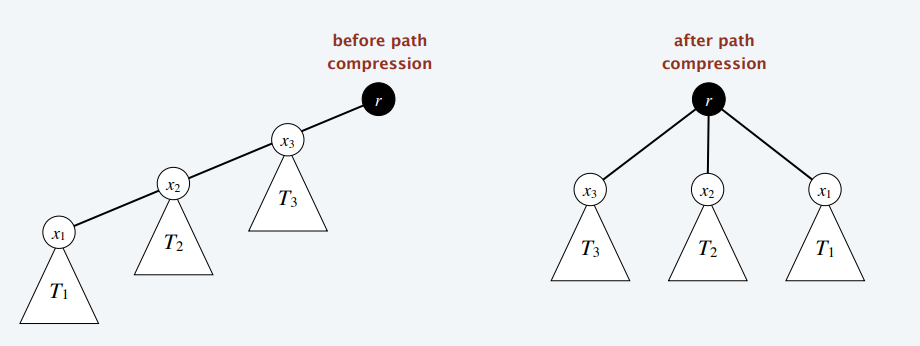 before path
compression
r
x3
T3
x2
T2
x1
T1
after path
compression
r
x3
x2
x1
T3
T2
T1